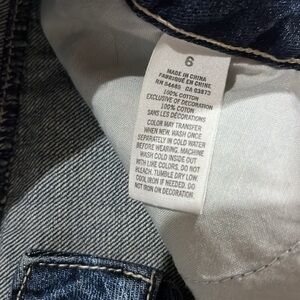 6
MADE IN CHINA
FABRIQUÉ EN CHINE
RN 54485 CA 03873
100% COTTON
EXCLUSIVE OF DECORATION
100% COTON
SANS LES DÉCORATIONS
COLOR MAY TRANSFER
WHEN NEW. WASH ONCE
SEPARATELY IN COLD WATER
BEFORE WEARING. MACHINE
WASH COLD INSIDE OUT
WITH LIKE COLORS. DO NOT
BLEACH. TUMBLE DRY LOW.
COOL IRON IF NEEDED. DO
NOT IRON ON DECORATION.